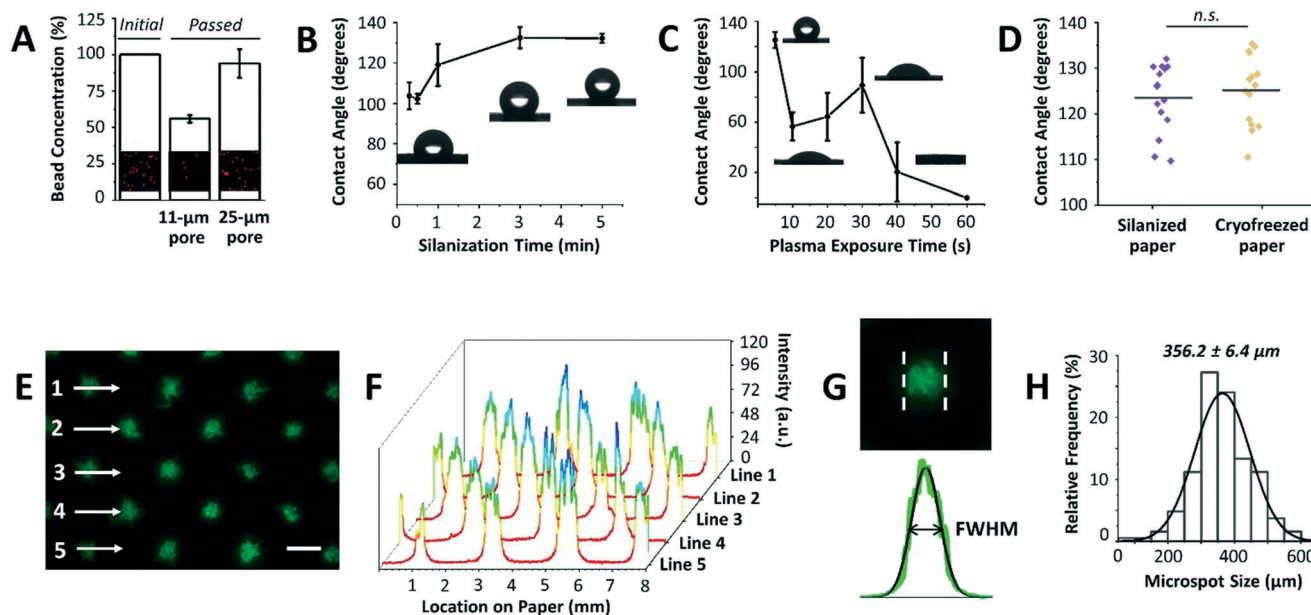 A
Initial Passed
Bead Concentration (%)
125
100
75
50
25
0
11-μm pore
25-μm pore
B
Contact Angle (degrees)
140
120
100
80
60
0 1 2 3 4 5
Silanization Time (min)
C
Contact Angle (degrees)
140
100
60
20
10 20 30 40 50 60
Plasma Exposure Time (s)
D
n.s.
Contact Angle (degrees)
140
130
120
110
100
Silanized paper
Cryofreezed paper
E
1
2
3
4
5
F
Intensity (a.u.)
120
96
72
48
24
0
Line 1
Line 2
Line 3
Line 4
Line 5
1 2 3 4 5 6 7 8
Location on Paper (mm)
G
FWHM
H
356.2 ± 6.4 μm
Relative Frequency (%)
30
20
10
0
0 200 400 600
Microspot Size (μm)